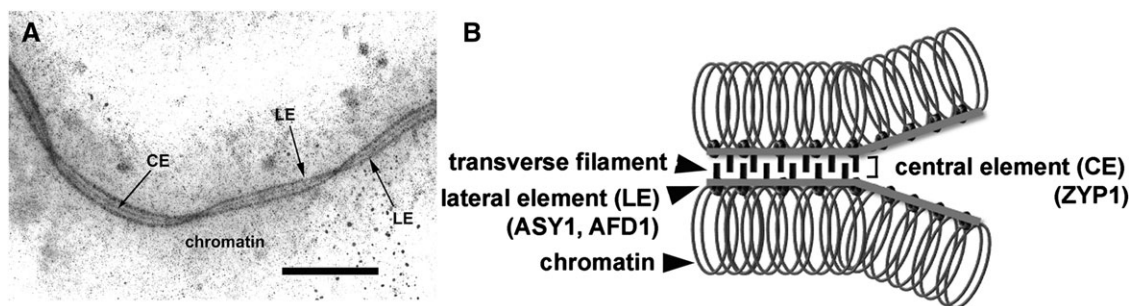 A
LE
CE
LE
chromatin
B
transverse filament
lateral element (LE)
(ASY1, AFD1)
chromatin
central element (CE)
(ZYP1)